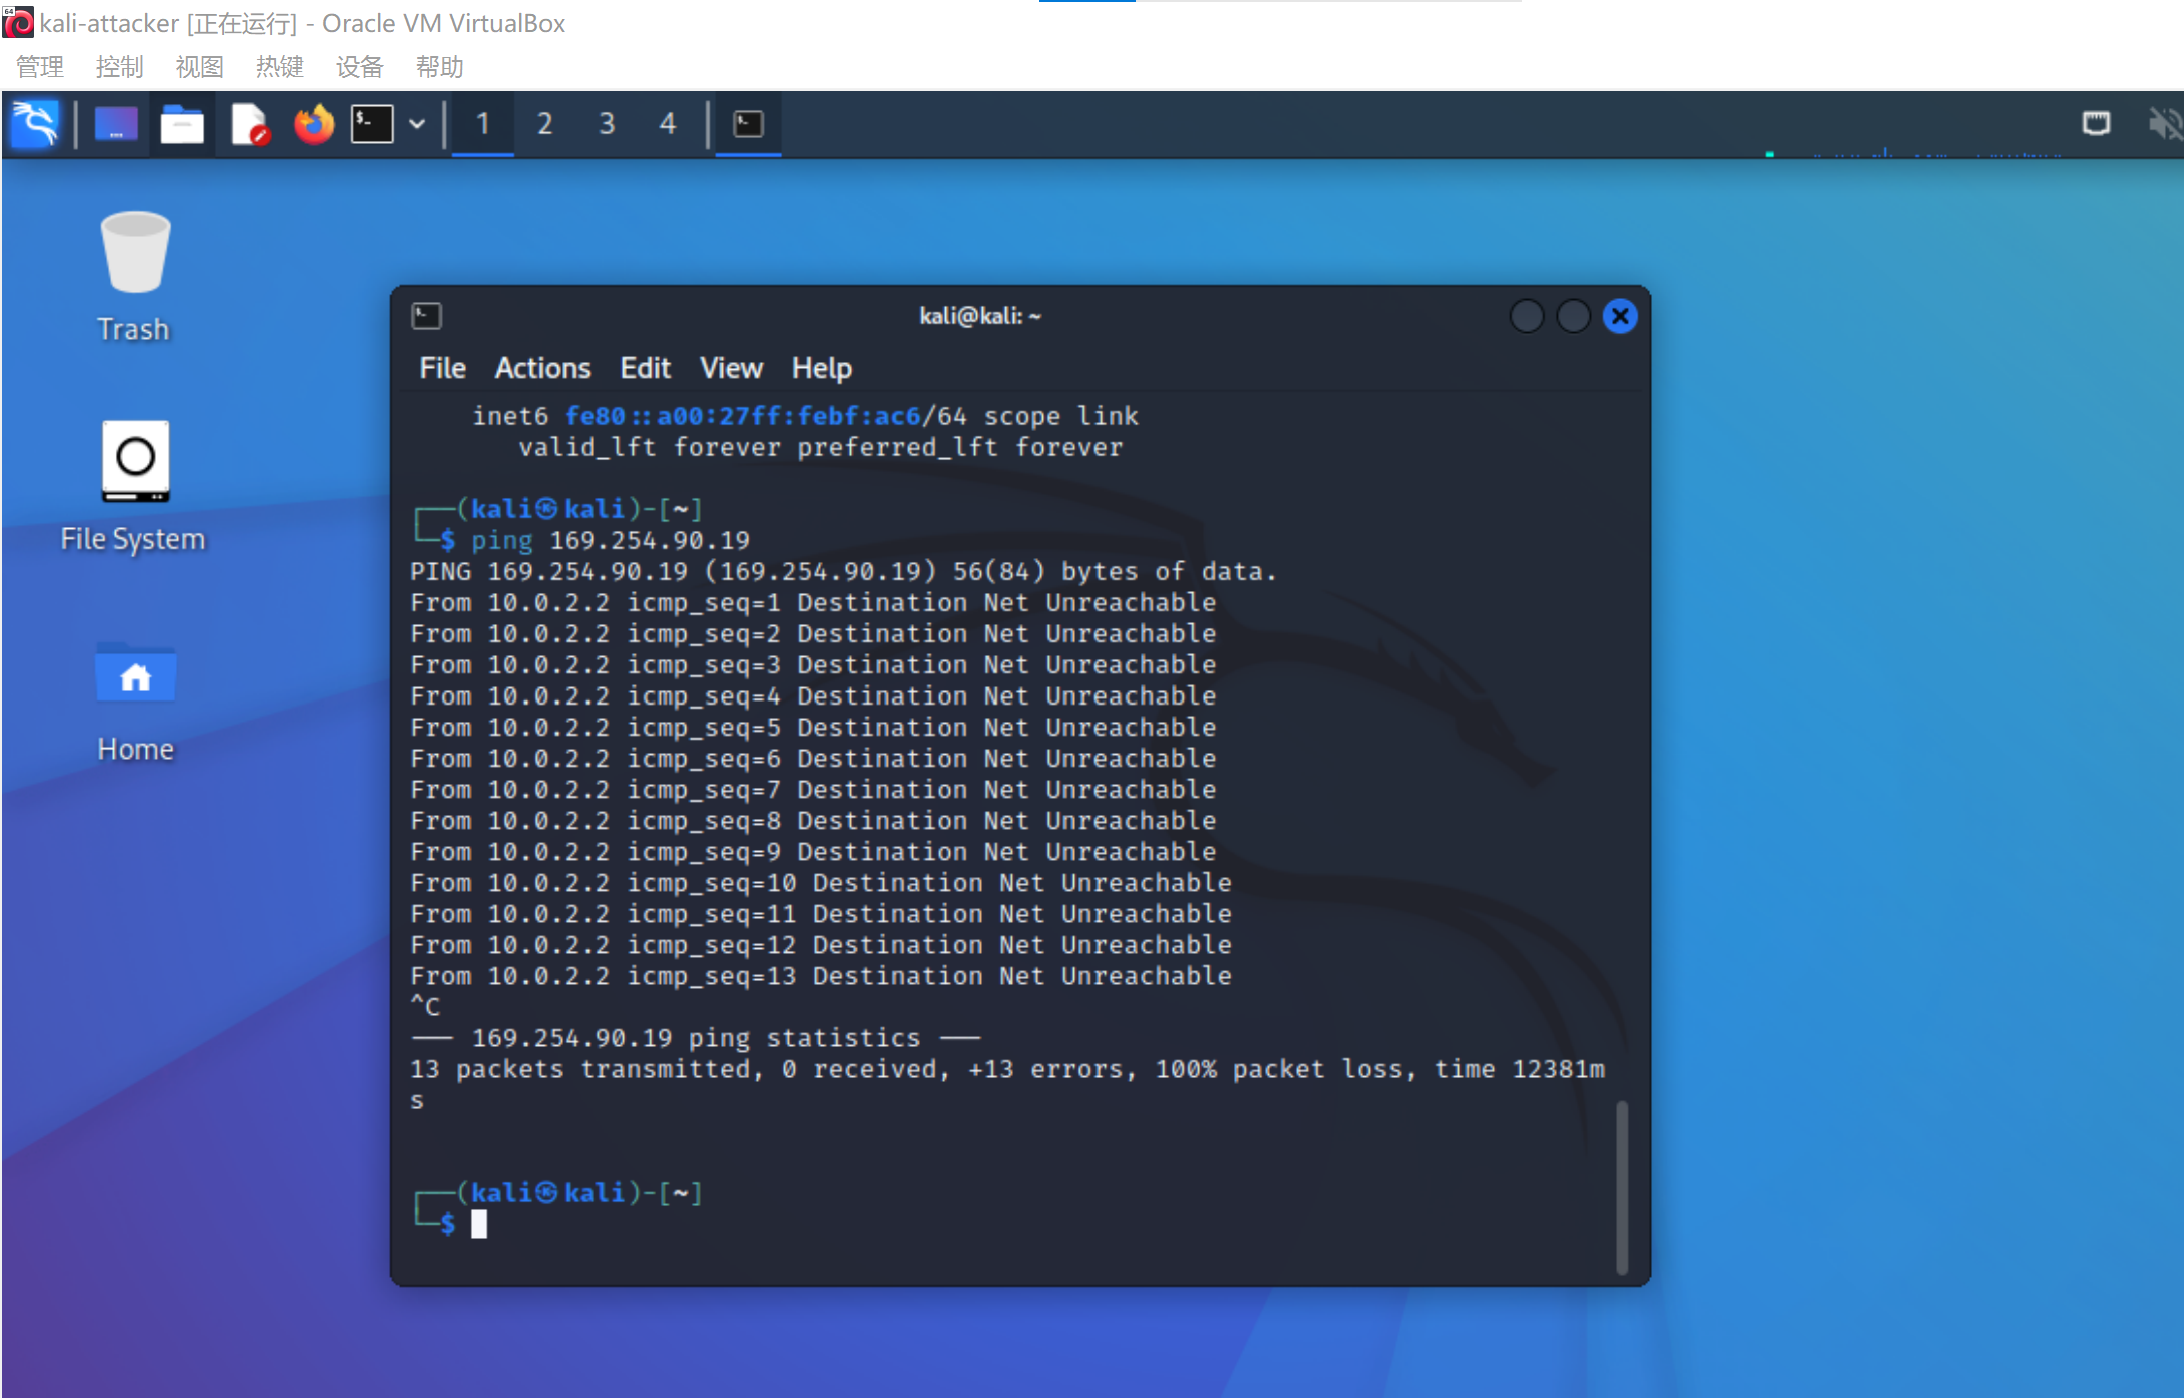 kali-attacker [正在运行] - Oracle VM VirtualBox
管理 控制 视图 热键 设备 帮助
1 2 3 4
Trash
File System
Home
kali@kali: ~
File Actions Edit View Help
inet6 fe80::a00:27ff:febf:ac6/64 scope link
valid_lft forever preferred_lft forever
┌──(kali㉿kali)-[~]
└─$ ping 169.254.90.19
PING 169.254.90.19 (169.254.90.19) 56(84) bytes of data.
From 10.0.2.2 icmp_seq=1 Destination Net Unreachable
From 10.0.2.2 icmp_seq=2 Destination Net Unreachable
From 10.0.2.2 icmp_seq=3 Destination Net Unreachable
From 10.0.2.2 icmp_seq=4 Destination Net Unreachable
From 10.0.2.2 icmp_seq=5 Destination Net Unreachable
From 10.0.2.2 icmp_seq=6 Destination Net Unreachable
From 10.0.2.2 icmp_seq=7 Destination Net Unreachable
From 10.0.2.2 icmp_seq=8 Destination Net Unreachable
From 10.0.2.2 icmp_seq=9 Destination Net Unreachable
From 10.0.2.2 icmp_seq=10 Destination Net Unreachable
From 10.0.2.2 icmp_seq=11 Destination Net Unreachable
From 10.0.2.2 icmp_seq=12 Destination Net Unreachable
From 10.0.2.2 icmp_seq=13 Destination Net Unreachable
^C
--- 169.254.90.19 ping statistics ---
13 packets transmitted, 0 received, +13 errors, 100% packet loss, time 12381m
s
┌──(kali㉿kali)-[~]
└─$